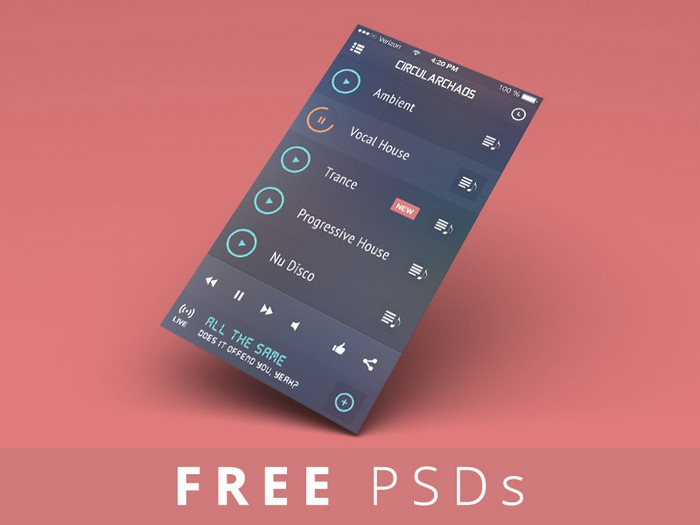 Verizon
4:20 PM
100 %
CIRCULARCHAOS
Ambient
Vocal House
Trance
NEW
Progressive House
Nu Disco
LIVE
ALL THE SAME
DOES IT OFFEND YOU, YEAH?
FREE PSDs